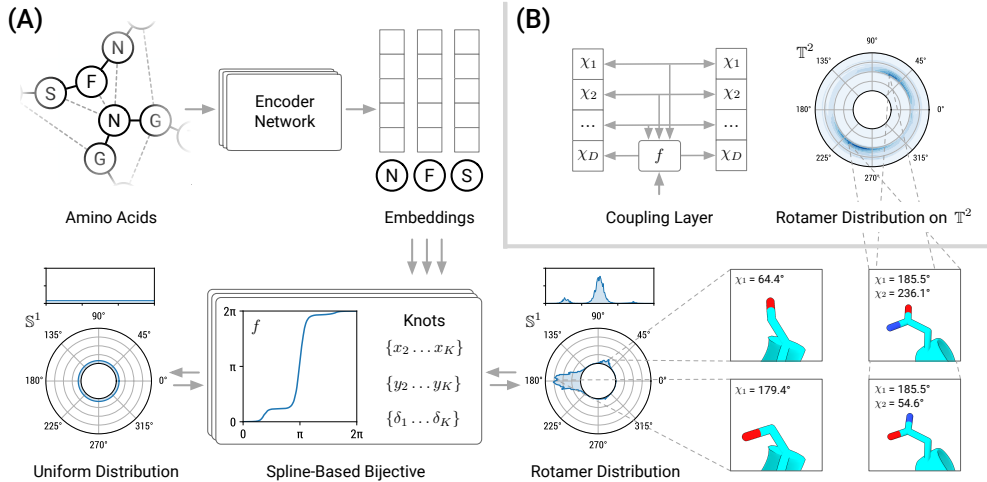 (A)
N
F
S
N
G
G
Amino Acids
Encoder
Network
N F S
Embeddings
(B)
χ1
χ2
...
χD
f
χ1
χ2
...
χD
Coupling Layer
𝕋2
90°
135° 45°
180° 0°
225° 315°
270°
Rotamer Distribution on 𝕋2
𝕊1
90°
135° 45°
180° 0°
225° 315°
270°
Uniform Distribution
2π
π
0
0 π 2π
f
Knots
{x2 ... xK}
{y2 ... yK}
{δ1 ... δK}
Spline-Based Bijective
𝕊1
90°
135° 45°
180° 0°
225° 315°
270°
Rotamer Distribution
χ1 = 64.4°
χ1 = 179.4°
χ1 = 185.5°
χ2 = 236.1°
χ1 = 185.5°
χ2 = 54.6°